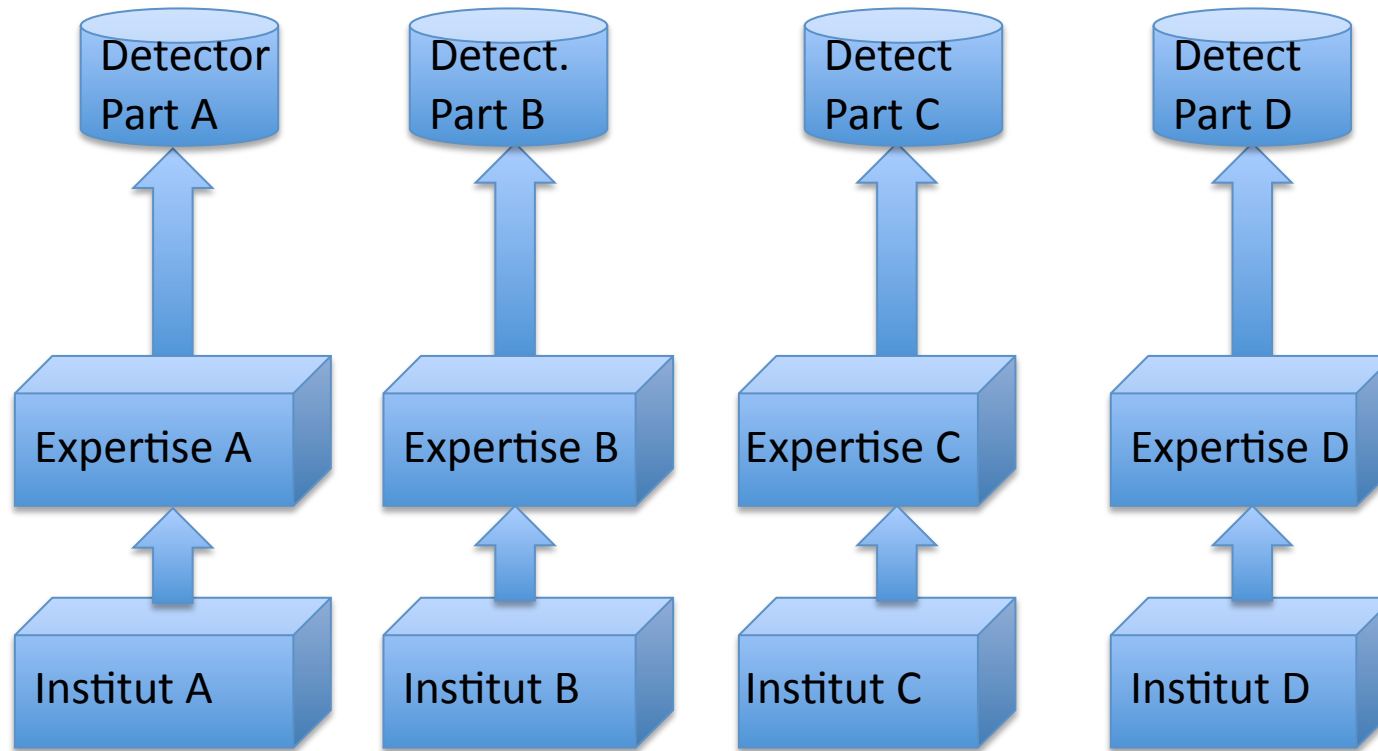 Detector
Part A
Detect.
Part B
Detect
Part C
Detect
Part D
Expertise A
Expertise B
Expertise C
Expertise D
Institut A
Institut B
Institut C
Institut D